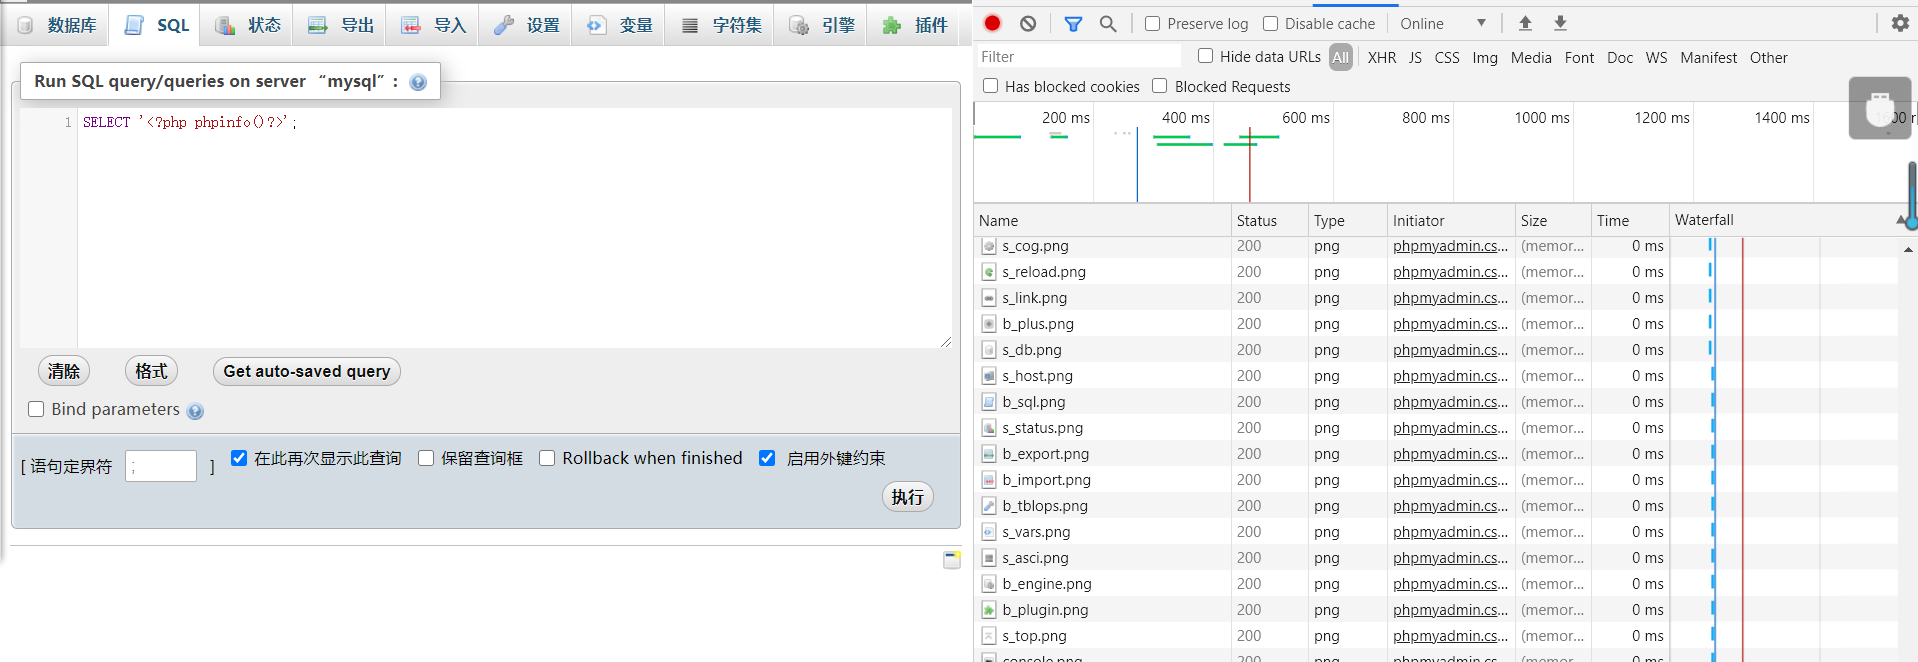 数据库 SQL 状态 导出 导入 设置 变量 字符集 引擎 插件
Run SQL query/queries on server “mysql”:
1 SELECT '<?php phpinfo()?>';
清除 格式 Get auto-saved query
Bind parameters
[ 语句定界符 ; ] 在此再次显示此查询 保留查询框 Rollback when finished 启用外键约束
执行
Preserve log Disable cache Online
Filter Hide data URLs All XHR JS CSS Img Media Font Doc WS Manifest Other
Has blocked cookies Blocked Requests
200 ms 400 ms 600 ms 800 ms 1000 ms 1200 ms 1400 ms
Name Status Type Initiator Size Time Waterfall
s_cog.png 200 png phpmyadmin.cs... (memor... 0 ms
s_reload.png 200 png phpmyadmin.cs... (memor... 0 ms
s_link.png 200 png phpmyadmin.cs... (memor... 0 ms
b_plus.png 200 png phpmyadmin.cs... (memor... 0 ms
s_db.png 200 png phpmyadmin.cs... (memor... 0 ms
s_host.png 200 png phpmyadmin.cs... (memor... 0 ms
b_sql.png 200 png phpmyadmin.cs... (memor... 0 ms
s_status.png 200 png phpmyadmin.cs... (memor... 0 ms
b_export.png 200 png phpmyadmin.cs... (memor... 0 ms
b_import.png 200 png phpmyadmin.cs... (memor... 0 ms
b_tblops.png 200 png phpmyadmin.cs... (memor... 0 ms
s_vars.png 200 png phpmyadmin.cs... (memor... 0 ms
s_asci.png 200 png phpmyadmin.cs... (memor... 0 ms
b_engine.png 200 png phpmyadmin.cs... (memor... 0 ms
b_plugin.png 200 png phpmyadmin.cs... (memor... 0 ms
s_top.png 200 png phpmyadmin.cs... (memor... 0 ms
console.png 200 png phpmyadmin.cs... (memor... 0 ms